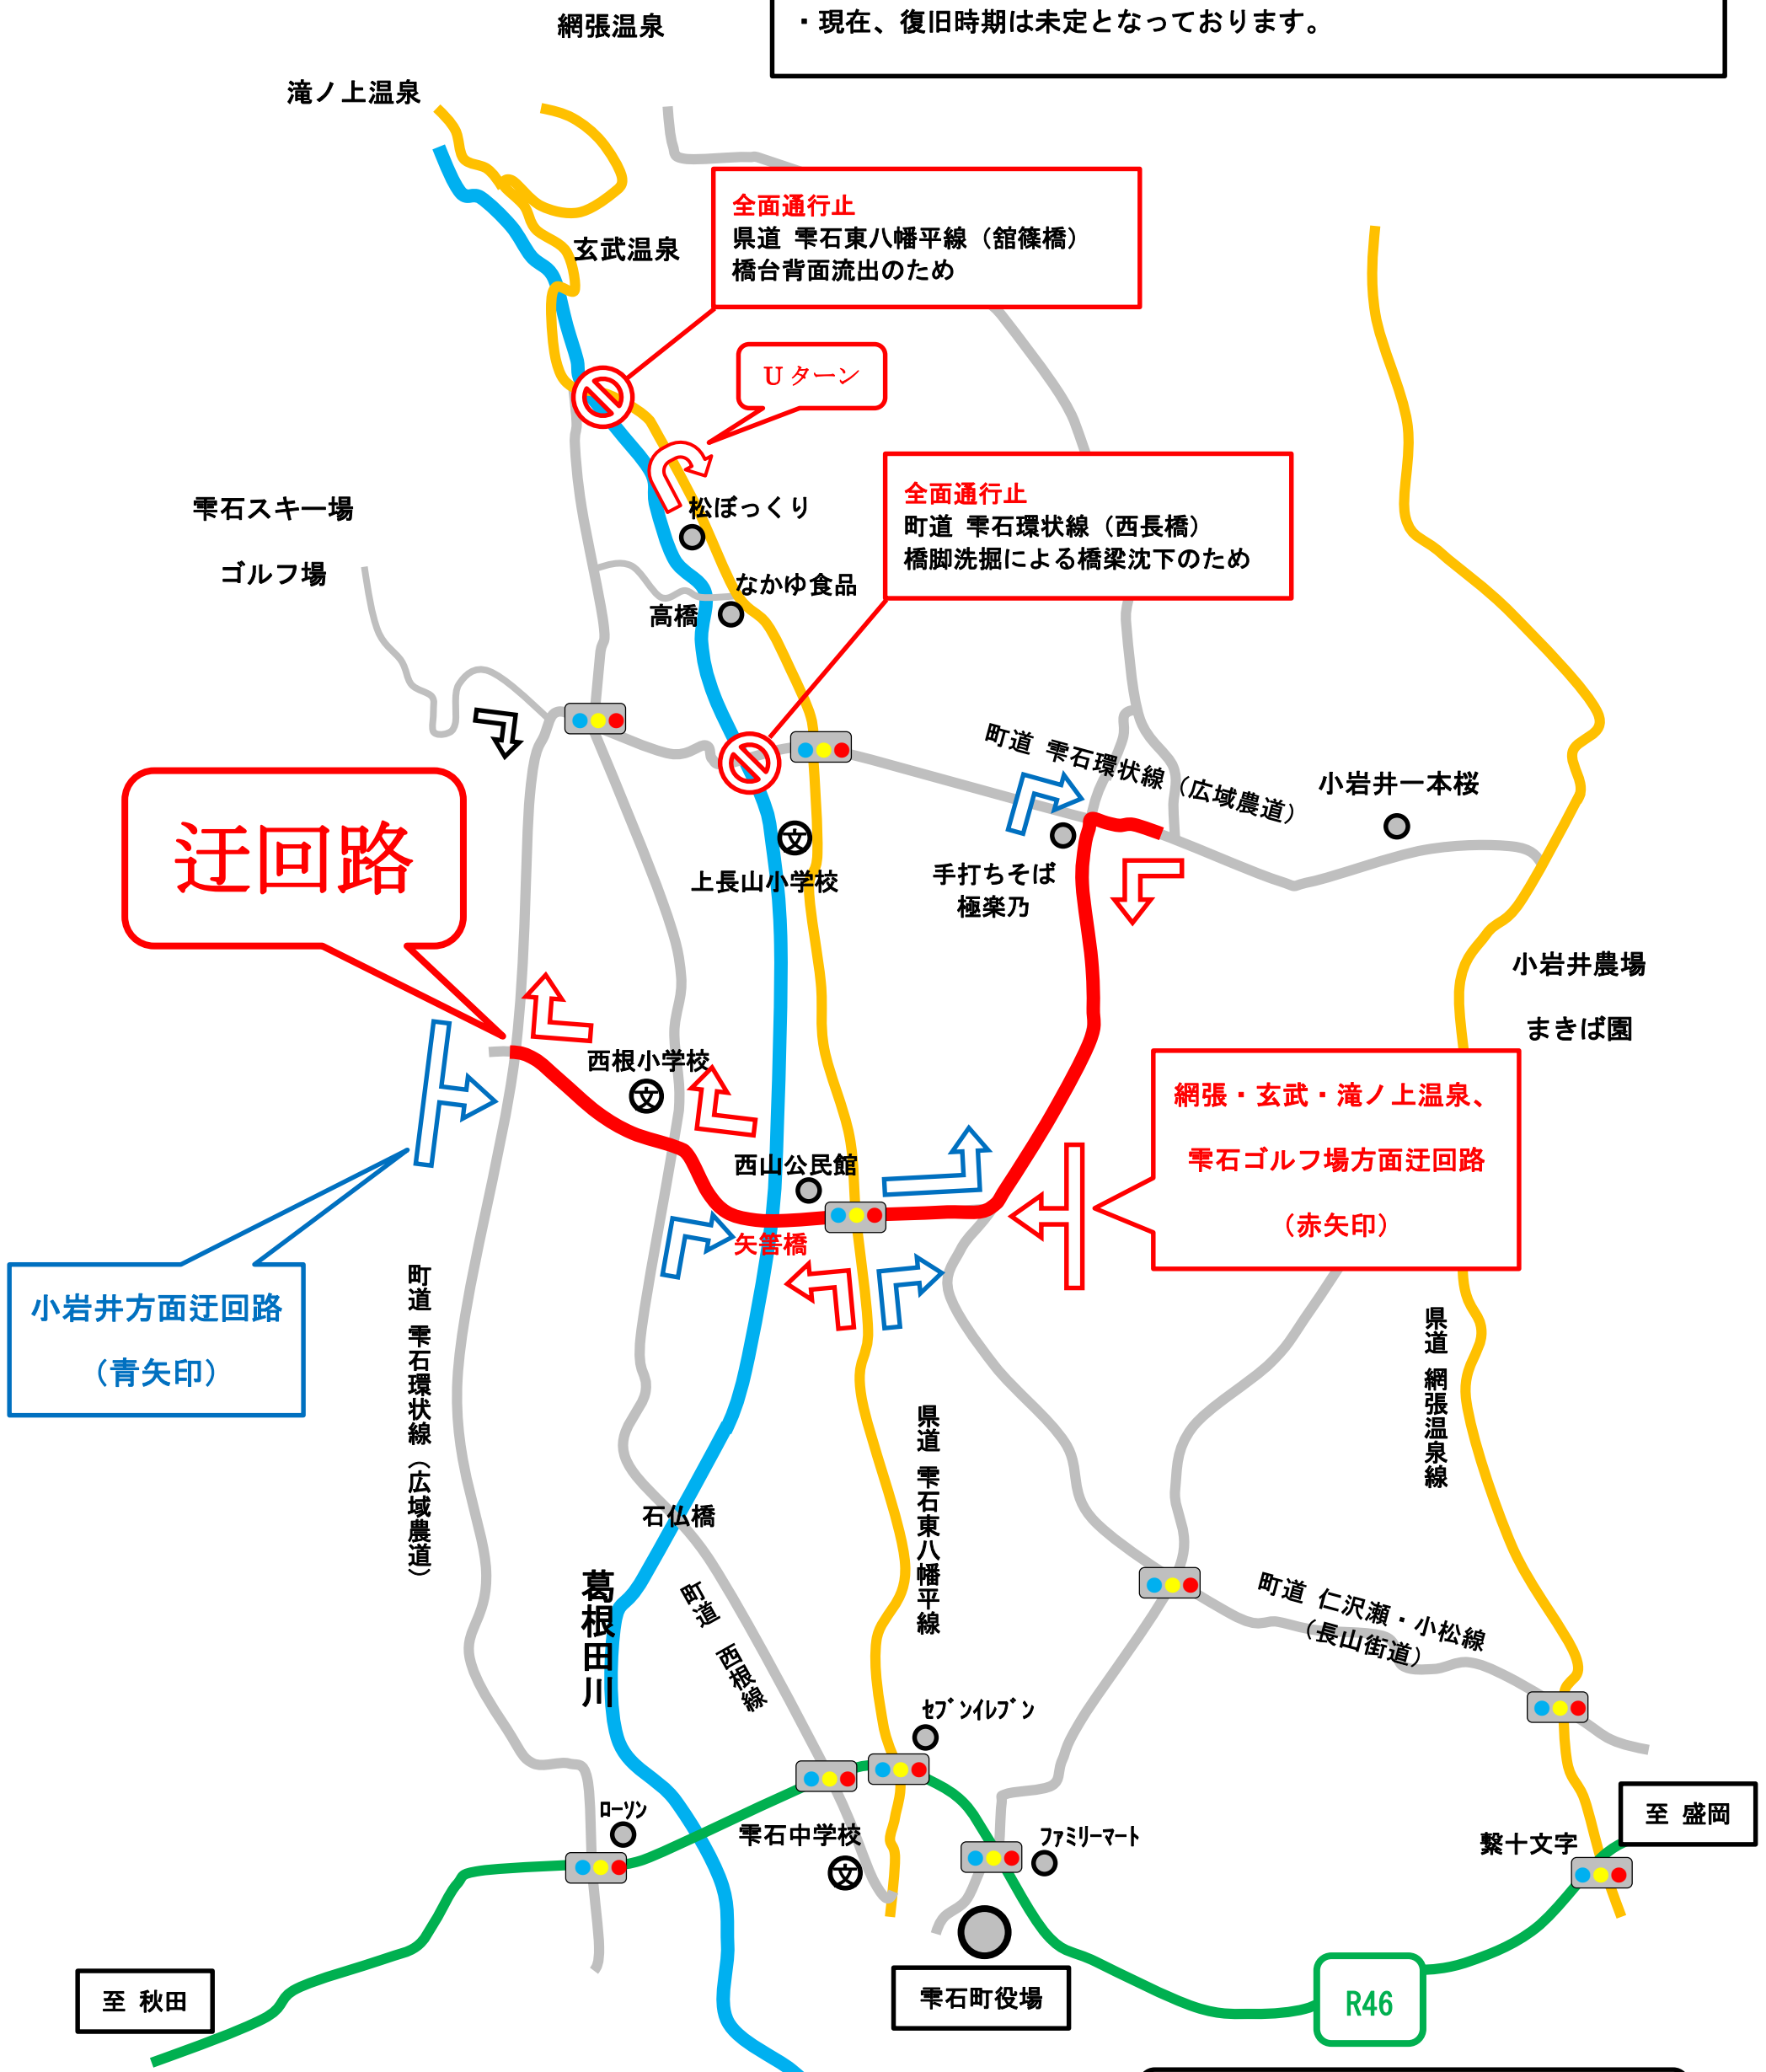 ・現在、復旧時期は未定となっております。
網張温泉
滝ノ上温泉
全面通行止
県道 雫石東八幡平線（舘篠橋）
橋台背面流出のため
玄武温泉
Uターン
全面通行止
町道 雫石環状線（西長橋）
橋脚洗掘による橋梁沈下のため
松ぼっくり
雫石スキー場
ゴルフ場
なかゆ食品
高橋
町道 雫石環状線（広域農道）
小岩井一本桜
迂回路
上長山小学校
手打ちそば
極楽乃
小岩井農場
まきば園
西根小学校
文
文
網張・玄武・滝ノ上温泉、
雫石ゴルフ場方面迂回路
（赤矢印）
西山公民館
矢筈橋
小岩井方面迂回路
（青矢印）
町道 雫石環状線（広域農道）
県道 網張温泉線
県道 雫石東八幡平線
石仏橋
葛根田川
町道 西根線
町道 仁沢瀬・小松線
（長山街道）
ｾﾌﾞﾝｲﾚﾌﾞﾝ
ﾛｰｿﾝ
雫石中学校
文
ﾌｧﾐﾘｰﾏｰﾄ
至 盛岡
繋十文字
至 秋田
雫石町役場
R46